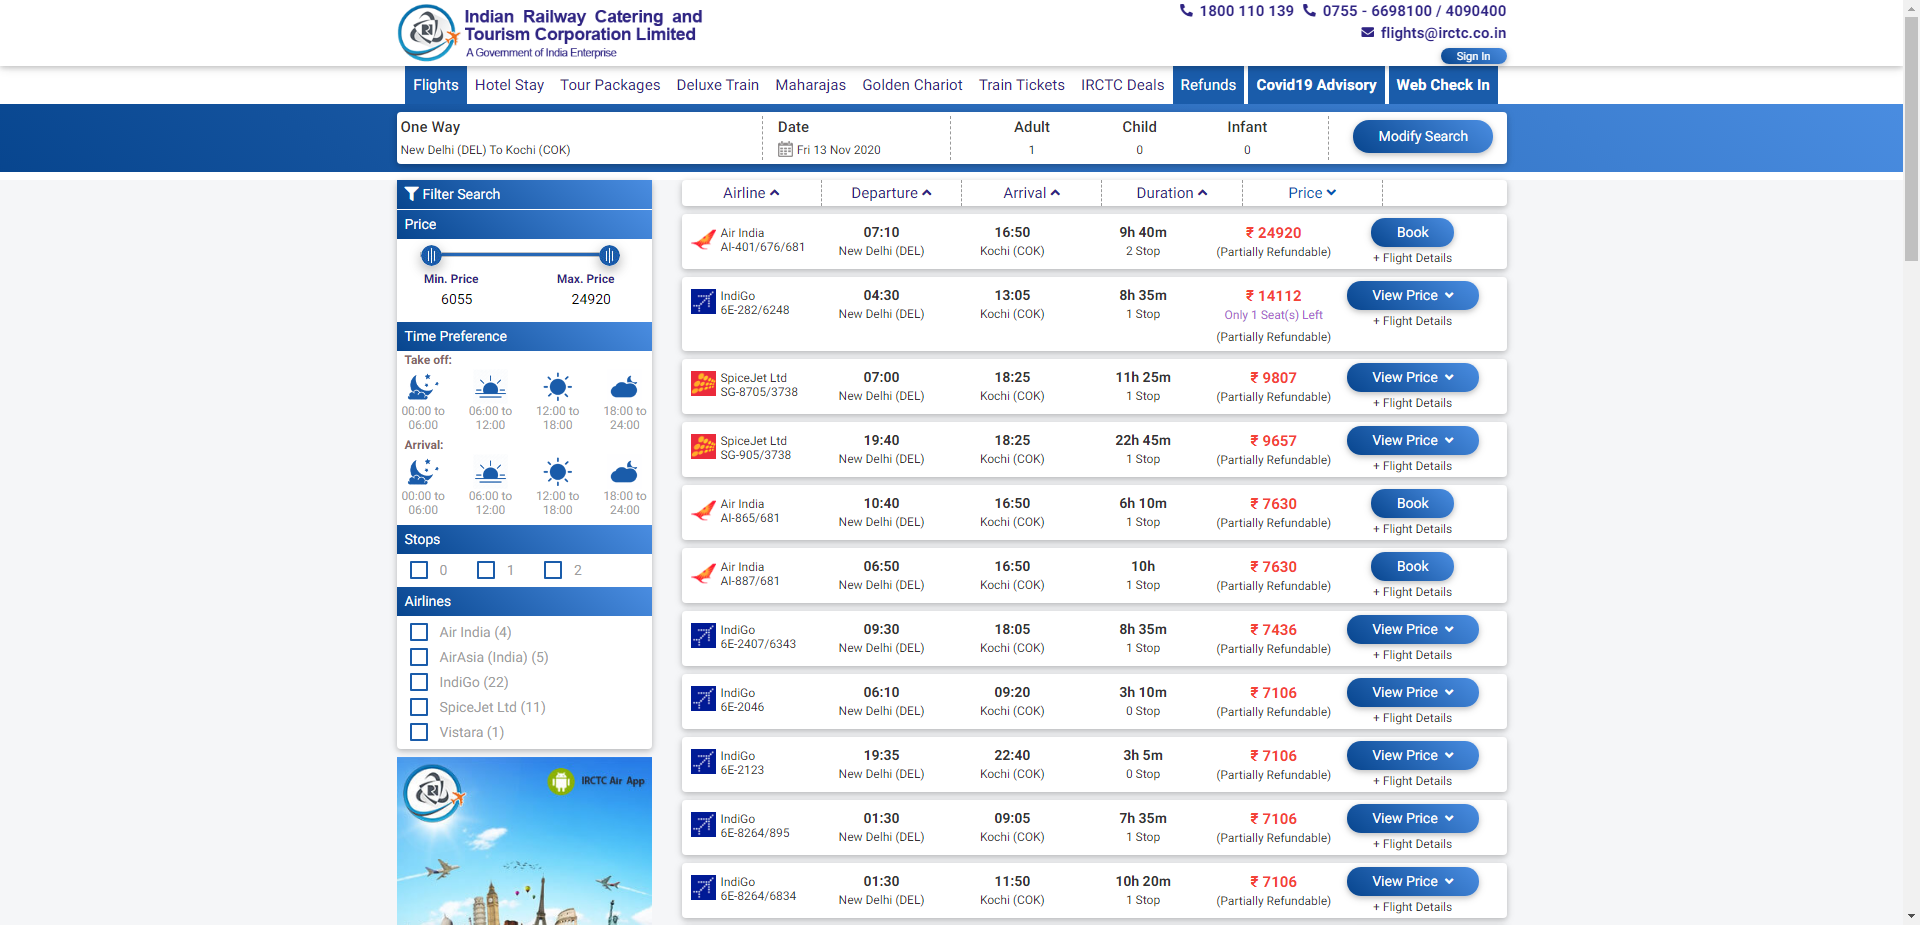 Indian Railway Catering and
Tourism Corporation Limited
A Government of India Enterprise
1800 110 139 0755 - 6698100 / 4090400
flights@irctc.co.in
Sign In
Flights Hotel Stay Tour Packages Deluxe Train Maharajas Golden Chariot Train Tickets IRCTC Deals Refunds Covid19 Advisory Web Check In
One Way
New Delhi (DEL) To Kochi (COK)
Date
Fri 13 Nov 2020
Adult Child Infant
1 0 0
Modify Search
Filter Search
Price
Min. Price Max. Price
6055 24920
Time Preference
Take off:
00:00 to 06:00 to 12:00 to 18:00 to
06:00 12:00 18:00 24:00
Arrival:
00:00 to 06:00 to 12:00 to 18:00 to
06:00 12:00 18:00 24:00
Stops
0 1 2
Airlines
Air India (4)
AirAsia (India) (5)
IndiGo (22)
SpiceJet Ltd (11)
Vistara (1)
IRCTC Air App
Airline Departure Arrival Duration Price
Air India 07:10 16:50 9h 40m ₹ 24920 Book
AI-401/676/681 New Delhi (DEL) Kochi (COK) 2 Stop (Partially Refundable) + Flight Details
IndiGo 04:30 13:05 8h 35m ₹ 14112 View Price
6E-282/6248 New Delhi (DEL) Kochi (COK) 1 Stop Only 1 Seat(s) Left + Flight Details
(Partially Refundable)
SpiceJet Ltd 07:00 18:25 11h 25m ₹ 9807 View Price
SG-8705/3738 New Delhi (DEL) Kochi (COK) 1 Stop (Partially Refundable) + Flight Details
SpiceJet Ltd 19:40 18:25 22h 45m ₹ 9657 View Price
SG-905/3738 New Delhi (DEL) Kochi (COK) 1 Stop (Partially Refundable) + Flight Details
Air India 10:40 16:50 6h 10m ₹ 7630 Book
AI-865/681 New Delhi (DEL) Kochi (COK) 1 Stop (Partially Refundable) + Flight Details
Air India 06:50 16:50 10h ₹ 7630 Book
AI-887/681 New Delhi (DEL) Kochi (COK) 1 Stop (Partially Refundable) + Flight Details
IndiGo 09:30 18:05 8h 35m ₹ 7436 View Price
6E-2407/6343 New Delhi (DEL) Kochi (COK) 1 Stop (Partially Refundable) + Flight Details
IndiGo 06:10 09:20 3h 10m ₹ 7106 View Price
6E-2046 New Delhi (DEL) Kochi (COK) 0 Stop (Partially Refundable) + Flight Details
IndiGo 19:35 22:40 3h 5m ₹ 7106 View Price
6E-2123 New Delhi (DEL) Kochi (COK) 0 Stop (Partially Refundable) + Flight Details
IndiGo 01:30 09:05 7h 35m ₹ 7106 View Price
6E-8264/895 New Delhi (DEL) Kochi (COK) 1 Stop (Partially Refundable) + Flight Details
IndiGo 01:30 11:50 10h 20m ₹ 7106 View Price
6E-8264/6834 New Delhi (DEL) Kochi (COK) 1 Stop (Partially Refundable) + Flight Details